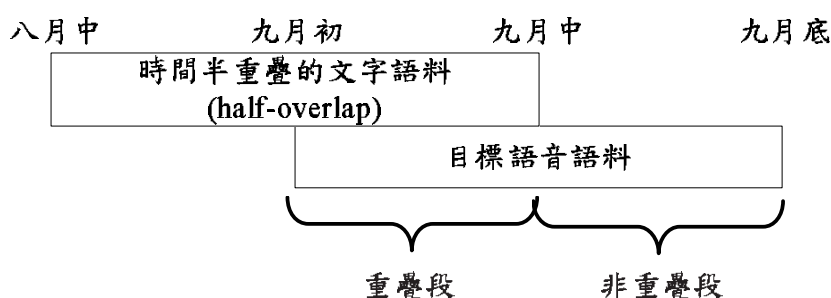 八月中 九月初 九月中 九月底
時間半重疊的文字語料
(half-overlap)
目標語音語料
重疊段 非重疊段